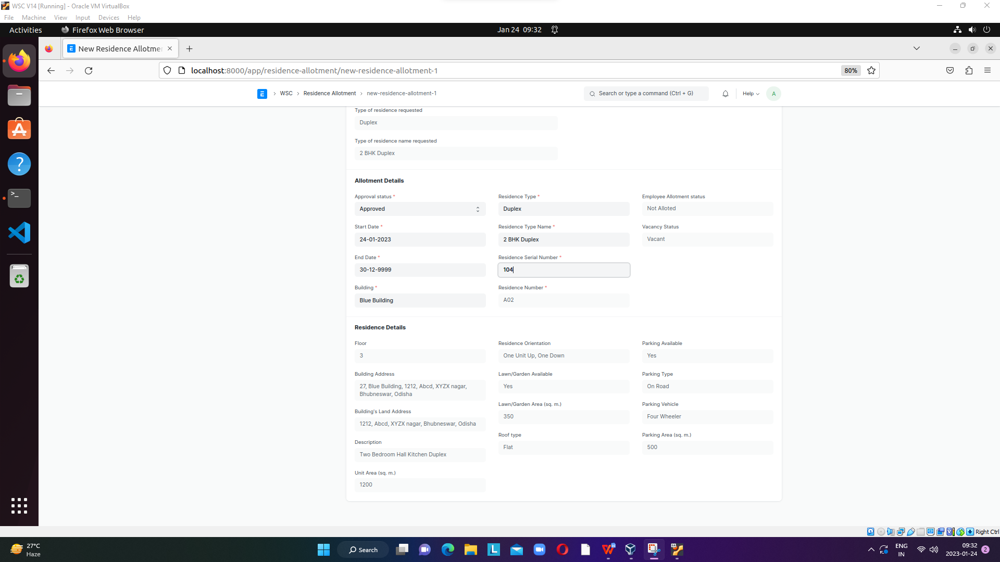 WSC V14 [Running] - Oracle VM VirtualBox
File Machine View Input Devices Help
Activities Firefox Web Browser Jan 24 09:32
New Residence Allotme
localhost:8000/app/residence-allotment/new-residence-allotment-1 80%
E WSC Residence Allotment new-residence-allotment-1 Search or type a command (Ctrl + G) Help A
Type of residence requested
Duplex
Type of residence name requested
2 BHK Duplex
Allotment Details
Approval status * Residence Type * Employee Allotment status
Approved Duplex Not Alloted
Start Date * Residence Type Name * Vacancy Status
24-01-2023 2 BHK Duplex Vacant
End Date * Residence Serial Number *
30-12-9999 104
Building * Residence Number *
Blue Building A02
Residence Details
Floor Residence Orientation Parking Available
3 One Unit Up, One Down Yes
Building Address Lawn/Garden Available Parking Type
27, Blue Building, 1212, Abcd, XYZX nagar, Yes On Road
Bhubneswar, Odisha
Building's Land Address Lawn/Garden Area (sq. m.) Parking Vehicle
1212, Abcd, XYZX nagar, Bhubneswar, Odisha 350 Four Wheeler
Description Roof type Parking Area (sq. m.)
Two Bedroom Hall Kitchen Duplex Flat 500
Unit Area (sq. m.)
1200
Right Ctrl
27°C
Haze
Search
ENG
IN
09:32
2023-01-24
2